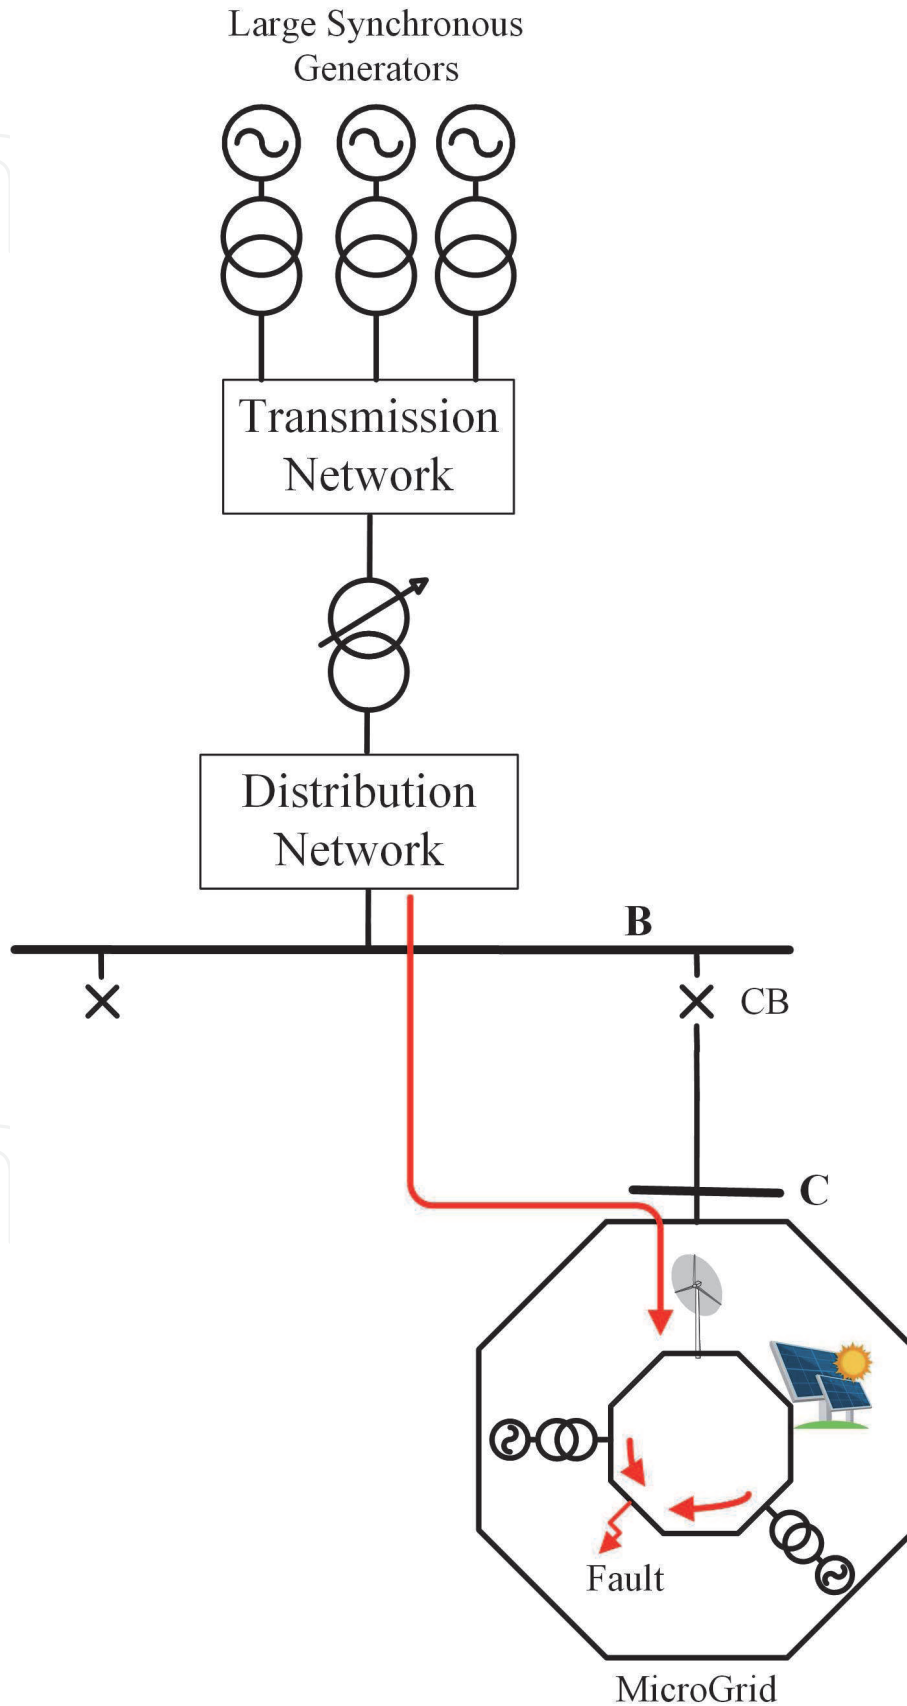 Large Synchronous
Generators
Transmission
Network
Distribution
Network
B
CB
C
Fault
MicroGrid